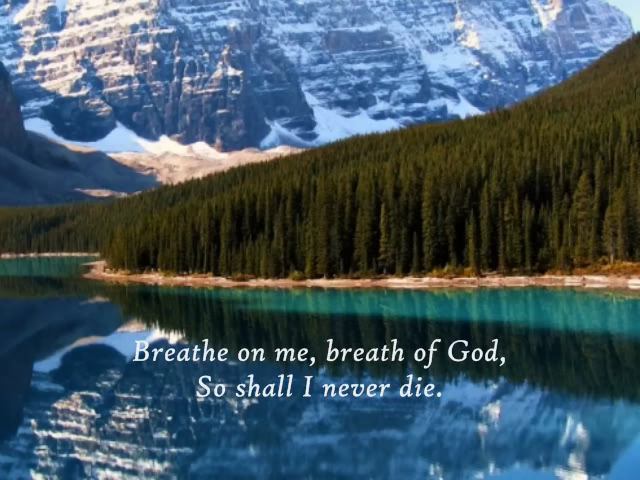 Breathe on me, breath of God,
So shall I never die.